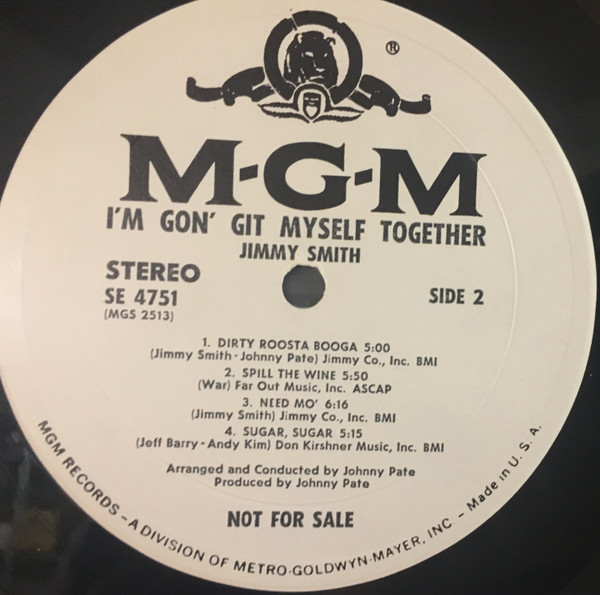 ®
M-G-M
I'M GON' GIT MYSELF TOGETHER
JIMMY SMITH
STEREO
SE 4751
SIDE 2
(MGS 2513)
1. DIRTY ROOSTA BOOGA 5:00
(Jimmy Smith-Johnny Pate) Jimmy Co., Inc. BMI
2. SPILL THE WINE 5:50
(War) Far Out Music, Inc. ASCAP
3. NEED MO' 6:16
(Jimmy Smith) Jimmy Co., Inc. BMI
4. SUGAR, SUGAR 5:15
(Jeff Barry-Andy Kim) Don Kirshner Music, Inc. BMI
Arranged and Conducted by Johnny Pate
Produced by Johnny Pate
NOT FOR SALE
MGM RECORDS - A DIVISION OF METRO-GOLDWYN-MAYER, INC. - Made in U.S.A.